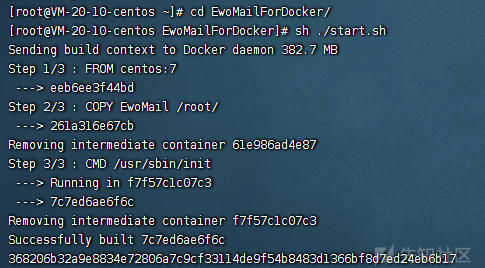 [root@VM-20-10-centos ~]# cd EwoMailForDocker/
[root@VM-20-10-centos EwoMailForDocker]# sh ./start.sh
Sending build context to Docker daemon 382.7 MB
Step 1/3 : FROM centos:7
 ---> eeb6ee3f44bd
Step 2/3 : COPY EwoMail /root/
 ---> 261a316e67cb
Removing intermediate container 61e986ad4e87
Step 3/3 : CMD /usr/sbin/init
 ---> Running in f7f57c1c07c3
 ---> 7c7ed6ae6f6c
Removing intermediate container f7f57c1c07c3
Successfully built 7c7ed6ae6f6c
368206b32a9e8834e72806a7c9cf33114de9f54b8483d1366bf8d7ed24eb6b17
先知社区